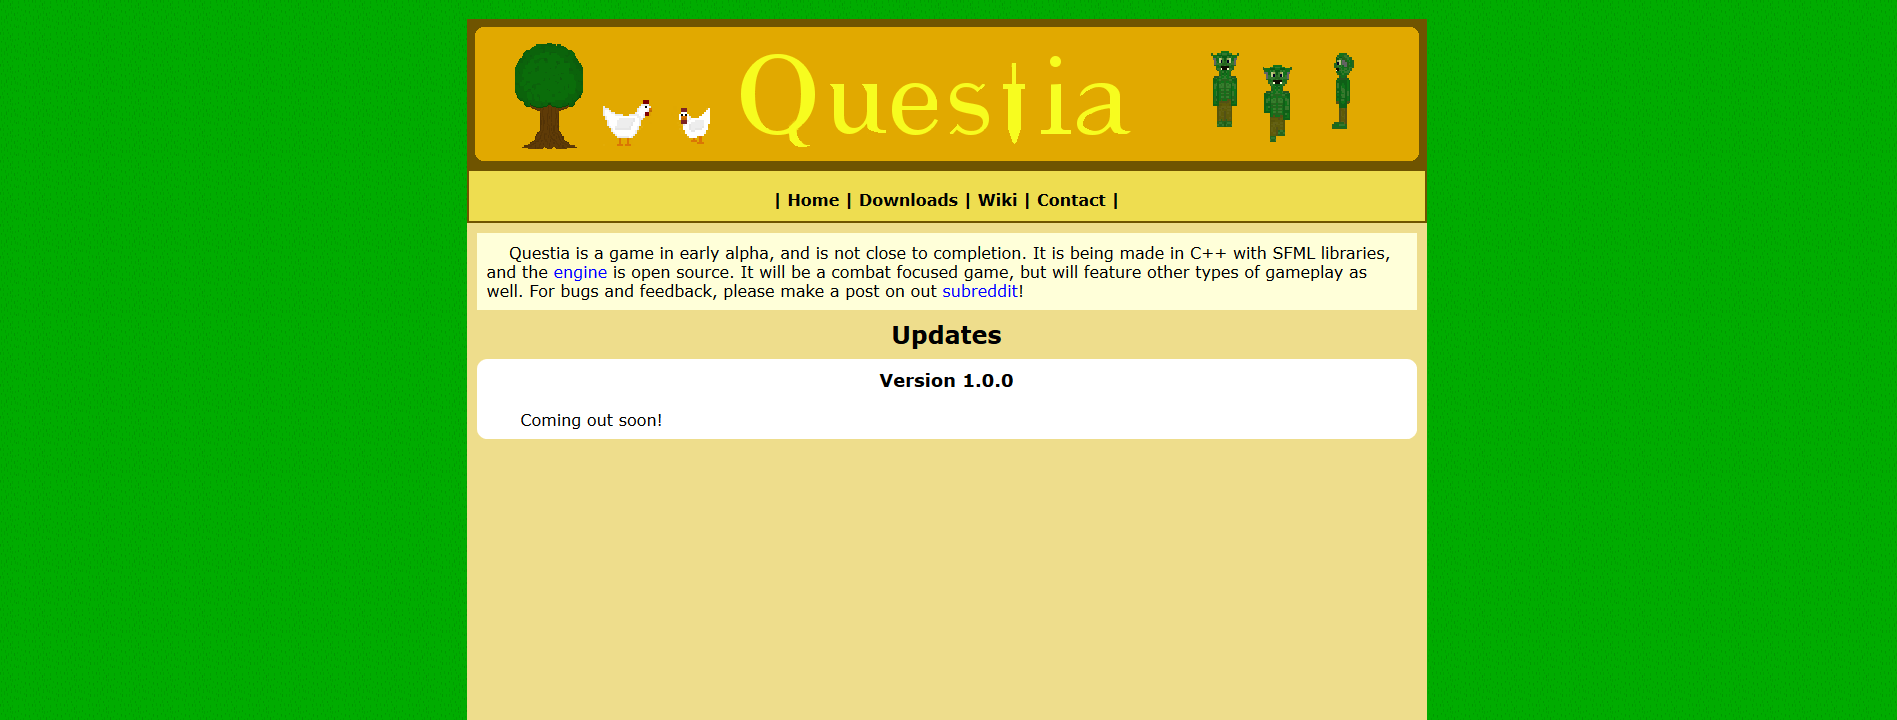 Questia
| Home | Downloads | Wiki | Contact |
Questia is a game in early alpha, and is not close to completion. It is being made in C++ with SFML libraries,
and the engine is open source. It will be a combat focused game, but will feature other types of gameplay as
well. For bugs and feedback, please make a post on out subreddit!
Updates
Version 1.0.0
Coming out soon!